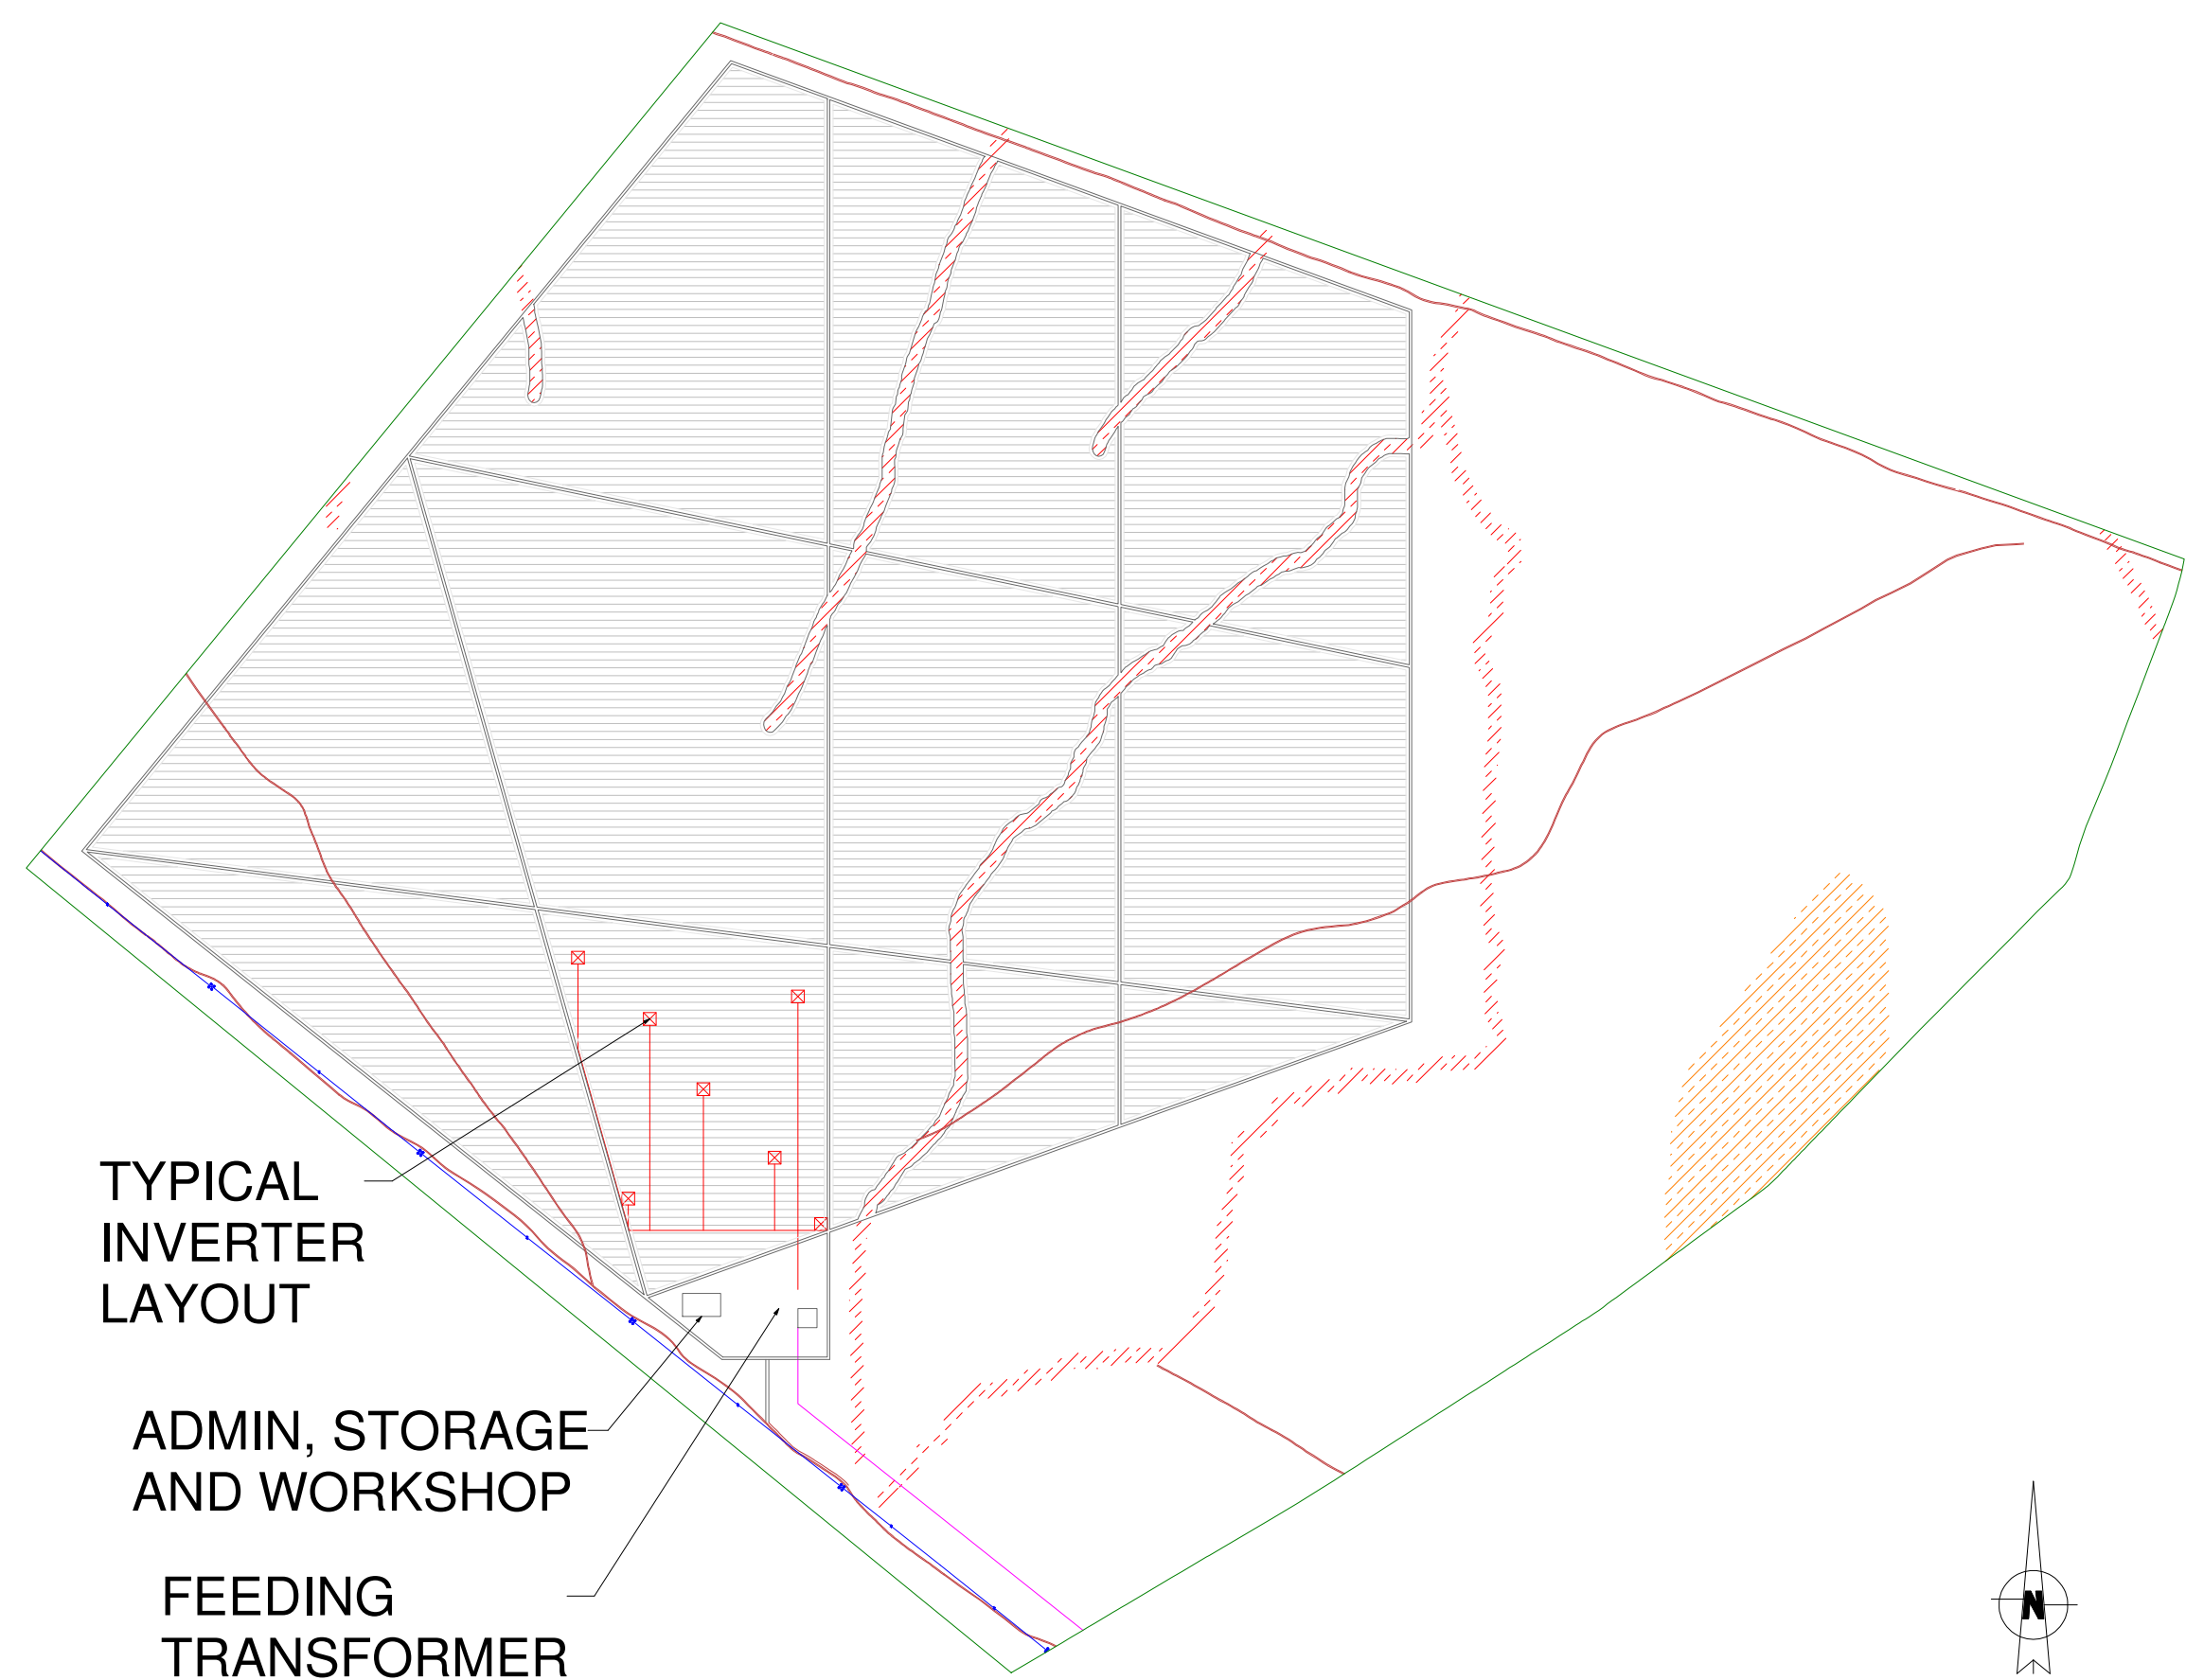 TYPICAL
INVERTER
LAYOUT
ADMIN, STORAGE
AND WORKSHOP
FEEDING
TRANSFORMER
N